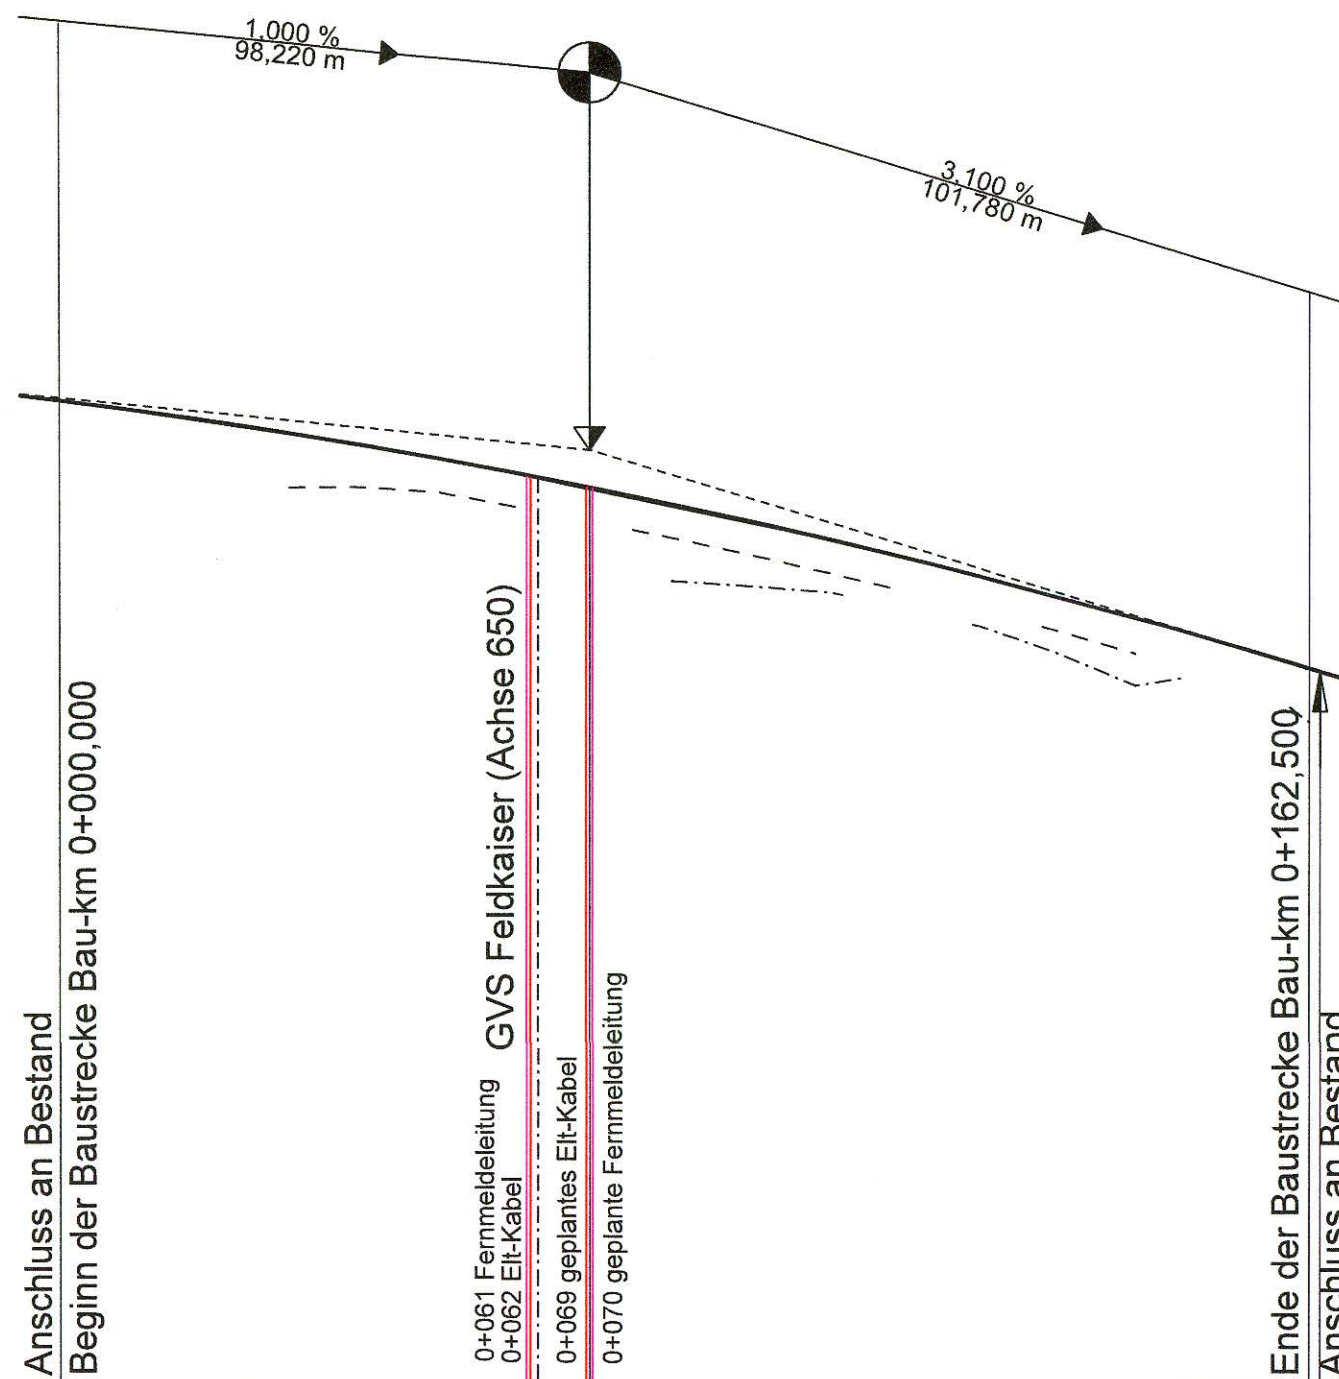 1,000 %
98,220 m
3,100 %
101,780 m
Anschluss an Bestand
Beginn der Baustrecke Bau-km 0+000,000
GVS Feldkaiser (Achse 650)
0+061 Fernmeldeleitung
0+062 Elt-Kabel
0+069 geplantes Elt-Kabel
0+070 geplante Fernmeldeleitung
Ende der Baustrecke Bau-km 0+162,500
Anschluss an Bestand